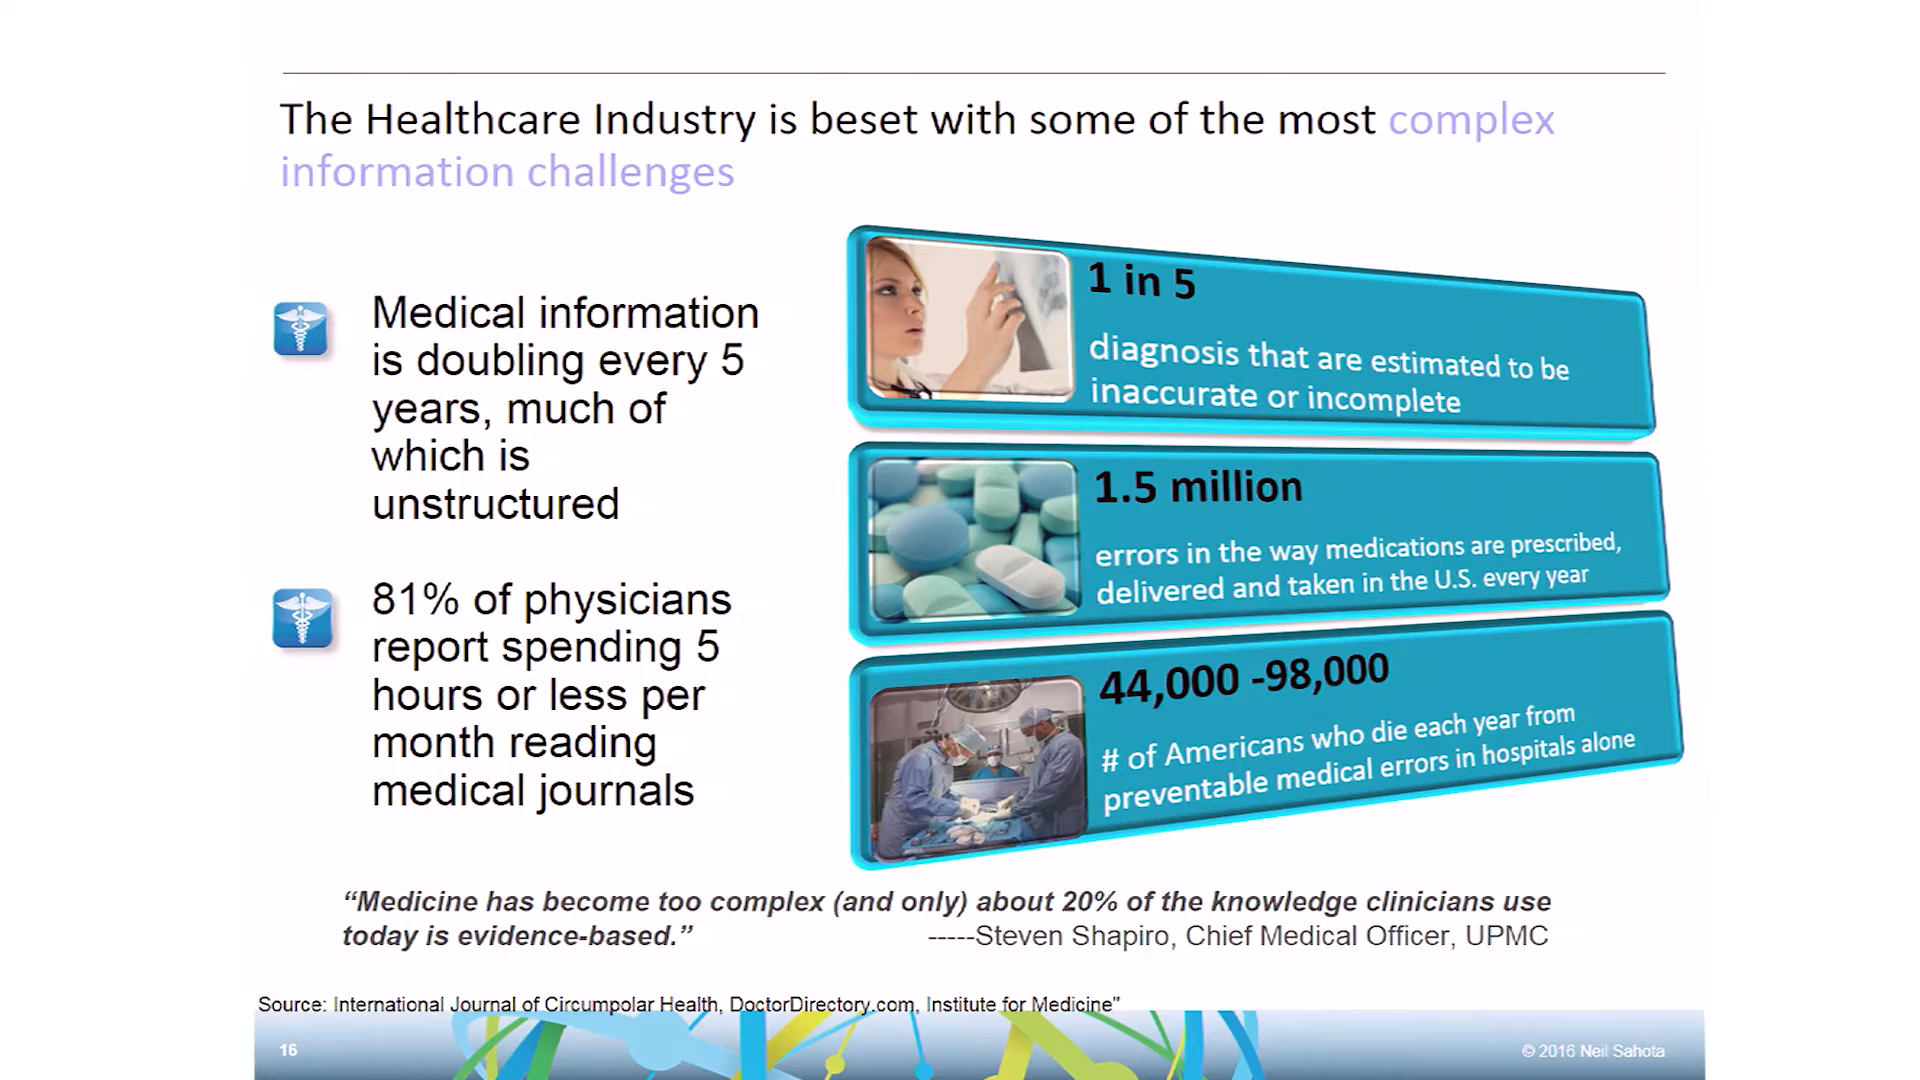 The Healthcare Industry is beset with some of the most complex
information challenges
Medical information
is doubling every 5
years, much of
which is
unstructured
81% of physicians
report spending 5
hours or less per
month reading
medical journals
1 in 5
diagnosis that are estimated to be
inaccurate or incomplete
1.5 million
errors in the way medications are prescribed,
delivered and taken in the U.S. every year
44,000 -98,000
# of Americans who die each year from
preventable medical errors in hospitals alone
“Medicine has become too complex (and only) about 20% of the knowledge clinicians use
today is evidence-based.” -----Steven Shapiro, Chief Medical Officer, UPMC
Source: International Journal of Circumpolar Health, DoctorDirectory.com, Institute for Medicine"
16
© 2016 Neil Sahota